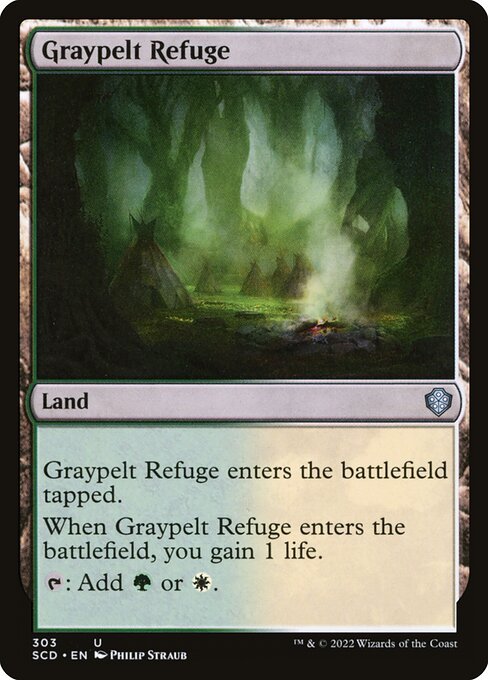 Graypelt Refuge
Land
Graypelt Refuge enters the battlefield
tapped.
When Graypelt Refuge enters the
battlefield, you gain 1 life.
: Add or .
303 U
SCD • EN Philip Straub
™ & © 2022 Wizards of the Coast